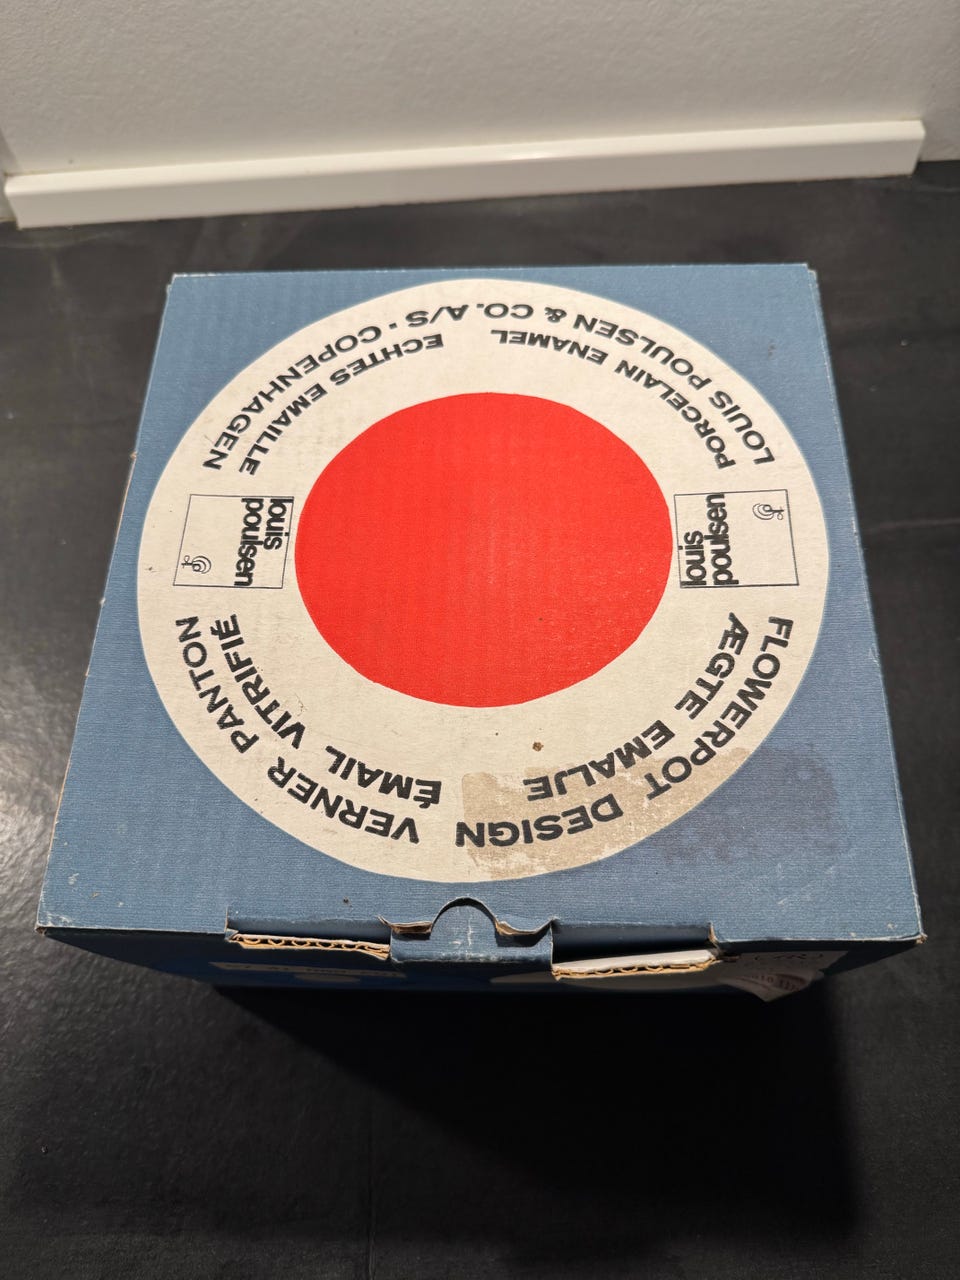 FLOWERPOT DESIGN VERNER PANTON
ÆGTE EMALJE
ÉMAIL VITRIFIÉ
louis
poulsen
louis
poulsen
LOUIS POULSEN & CO. A/S · COPENHAGEN
PORCELAIN ENAMEL
ECHTES EMAILLE